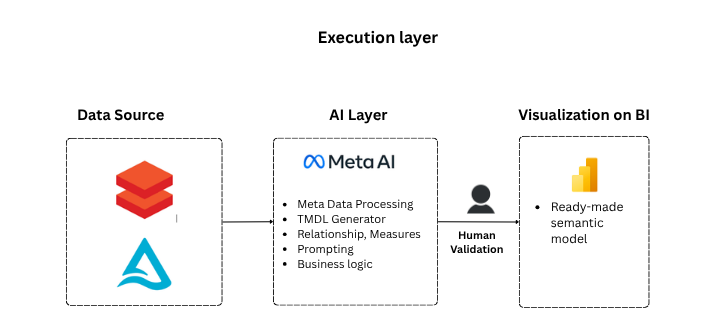 Execution layer
Data Source
AI Layer
Visualization on BI
Meta AI
• Meta Data Processing
• TMDL Generator
• Relationship, Measures
• Prompting
• Business logic
Human
Validation
• Ready-made
semantic
model